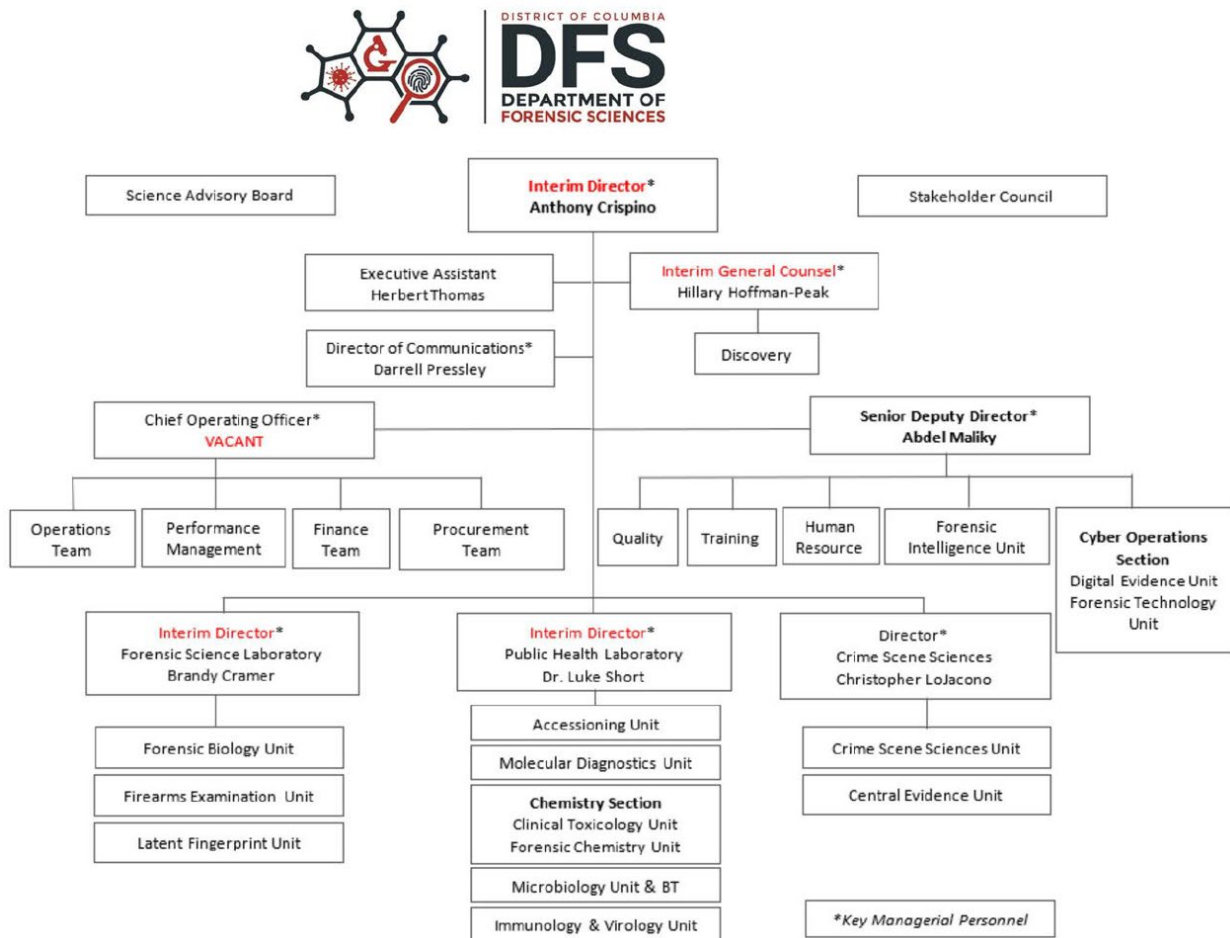 DISTRICT OF COLUMBIA
DFS
DEPARTMENT OF
FORENSIC SCIENCES
Science Advisory Board
Interim Director*
Anthony Crispino
Stakeholder Council
Executive Assistant
Herbert Thomas
Interim General Counsel*
Hillary Hoffman-Peak
Discovery
Director of Communications*
Darrell Pressley
Chief Operating Officer*
VACANT
Senior Deputy Director*
Abdel Maliky
Operations
Team
Performance
Management
Finance
Team
Procurement
Team
Quality
Training
Human
Resource
Forensic
Intelligence Unit
Cyber Operations
Section
Digital Evidence Unit
Forensic Technology
Unit
Interim Director*
Forensic Science Laboratory
Brandy Cramer
Interim Director*
Public Health Laboratory
Dr. Luke Short
Director*
Crime Scene Sciences
Christopher LoJacono
Forensic Biology Unit
Firearms Examination Unit
Latent Fingerprint Unit
Accessioning Unit
Molecular Diagnostics Unit
Chemistry Section
Clinical Toxicology Unit
Forensic Chemistry Unit
Microbiology Unit & BT
Immunology & Virology Unit
Crime Scene Sciences Unit
Central Evidence Unit
*Key Managerial Personnel